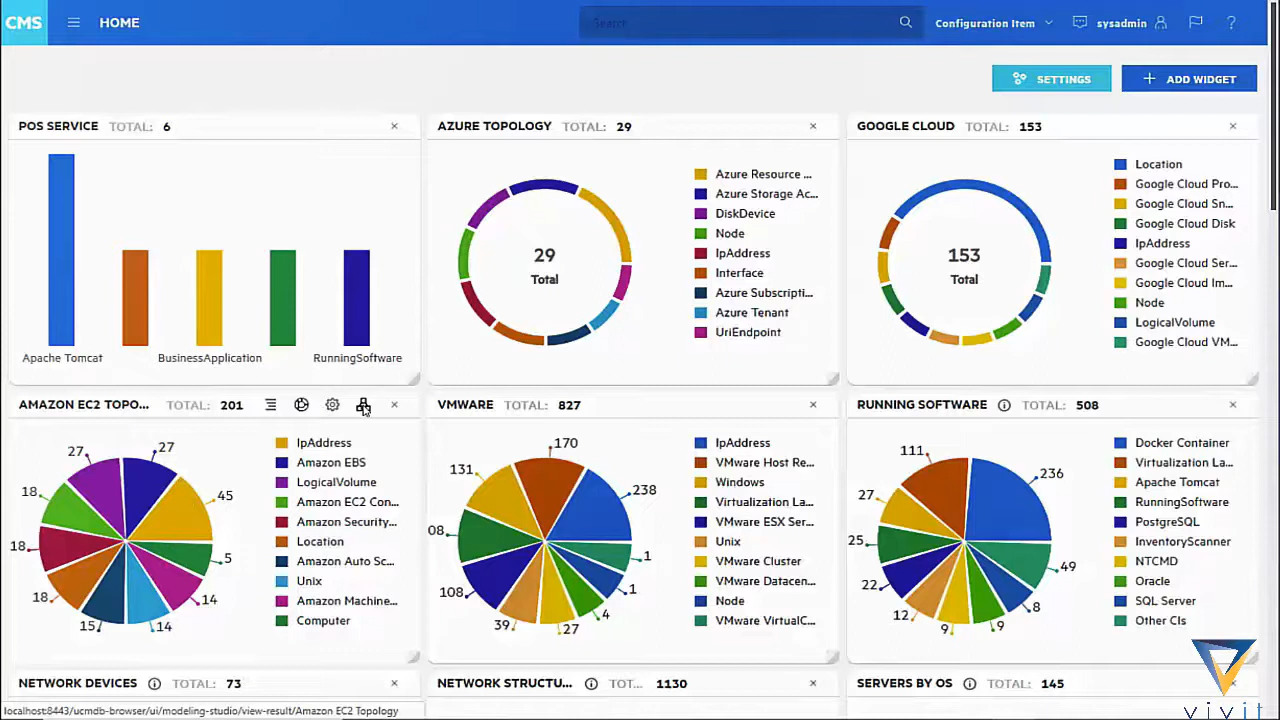 CMS
HOME
Search
Configuration Item
sysadmin
?
SETTINGS
ADD WIDGET
POS SERVICE TOTAL: 6
Apache Tomcat
BusinessApplication
RunningSoftware
AZURE TOPOLOGY TOTAL: 29
29
Total
Azure Resource ...
Azure Storage Ac...
DiskDevice
Node
IpAddress
Interface
Azure Subscripti...
Azure Tenant
UriEndpoint
GOOGLE CLOUD TOTAL: 153
153
Total
Location
Google Cloud Pro...
Google Cloud Sn...
Google Cloud Disk
IpAddress
Google Cloud Ser...
Google Cloud Im...
Node
LogicalVolume
Google Cloud VM...
AMAZON EC2 TOPO... TOTAL: 201
27
27
45
18
18
5
18
14
15
14
IpAddress
Amazon EBS
LogicalVolume
Amazon EC2 Con...
Amazon Security...
Location
Amazon Auto Sc...
Unix
Amazon Machine...
Computer
VMWARE TOTAL: 827
170
131
238
08
1
108
1
4
39
27
IpAddress
VMware Host Re...
Windows
Virtualization La...
VMware ESX Ser...
Unix
VMware Cluster
VMware Datacen...
Node
VMware VirtualC...
RUNNING SOFTWARE TOTAL: 508
111
236
27
25
49
22
8
12
9
9
Docker Container
Virtualization La...
Apache Tomcat
RunningSoftware
PostgreSQL
InventoryScanner
NTCMD
Oracle
SQL Server
Other CIs
NETWORK DEVICES TOTAL: 73
NETWORK STRUCTU... TOT... 1130
SERVERS BY OS TOTAL: 145
localhost:8443/ucmdb-browser/ui/modeling-studio/view-result/Amazon EC2 Topology
vivit